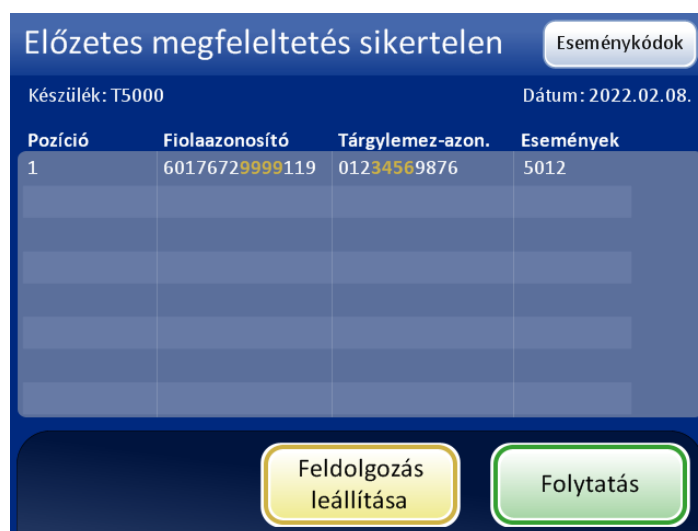 Előzetes megfeleltetés sikertelen
Eseménykódok
Készülék: T5000
Dátum: 2022.02.08.
Pozíció Fiolaazonosító Tárgylemez-azon. Események
1 60176729999119 01234569876 5012
Feldolgozás
leállítása
Folytatás